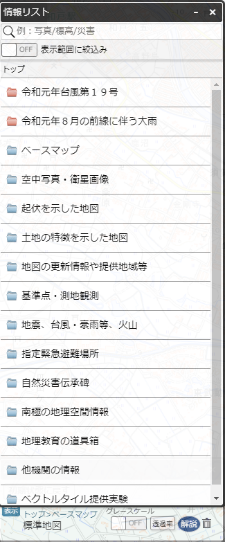 情報リスト
例：写真/標高/災害
OFF 表示範囲に絞込み
トップ
令和元年台風第１９号
令和元年８月の前線に伴う大雨
ベースマップ
空中写真・衛星画像
起伏を示した地図
土地の特徴を示した地図
地図の更新情報や提供地域等
基準点・測地観測
地震、台風・豪雨等、火山
指定緊急避難場所
自然災害伝承碑
南極の地理空間情報
地理教育の道具箱
他機関の情報
ベクトルタイル提供実験
表示 トップ>ベースマップ グレースケール
標準地図 OFF 透過率 解説